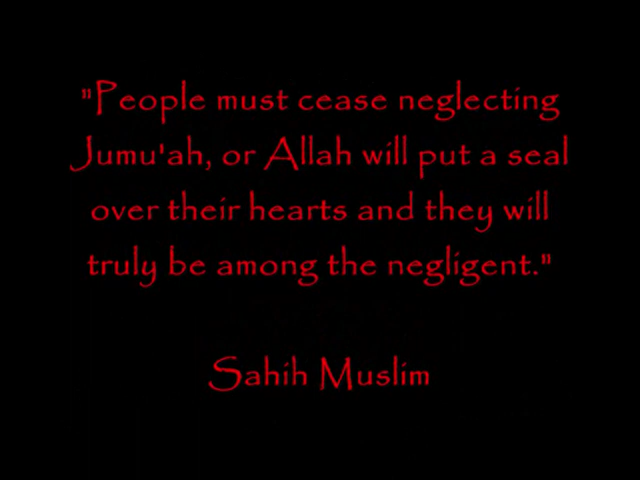 "People must cease neglecting
Jumu'ah, or Allah will put a seal
over their hearts and they will
truly be among the negligent."
Sahih Muslim